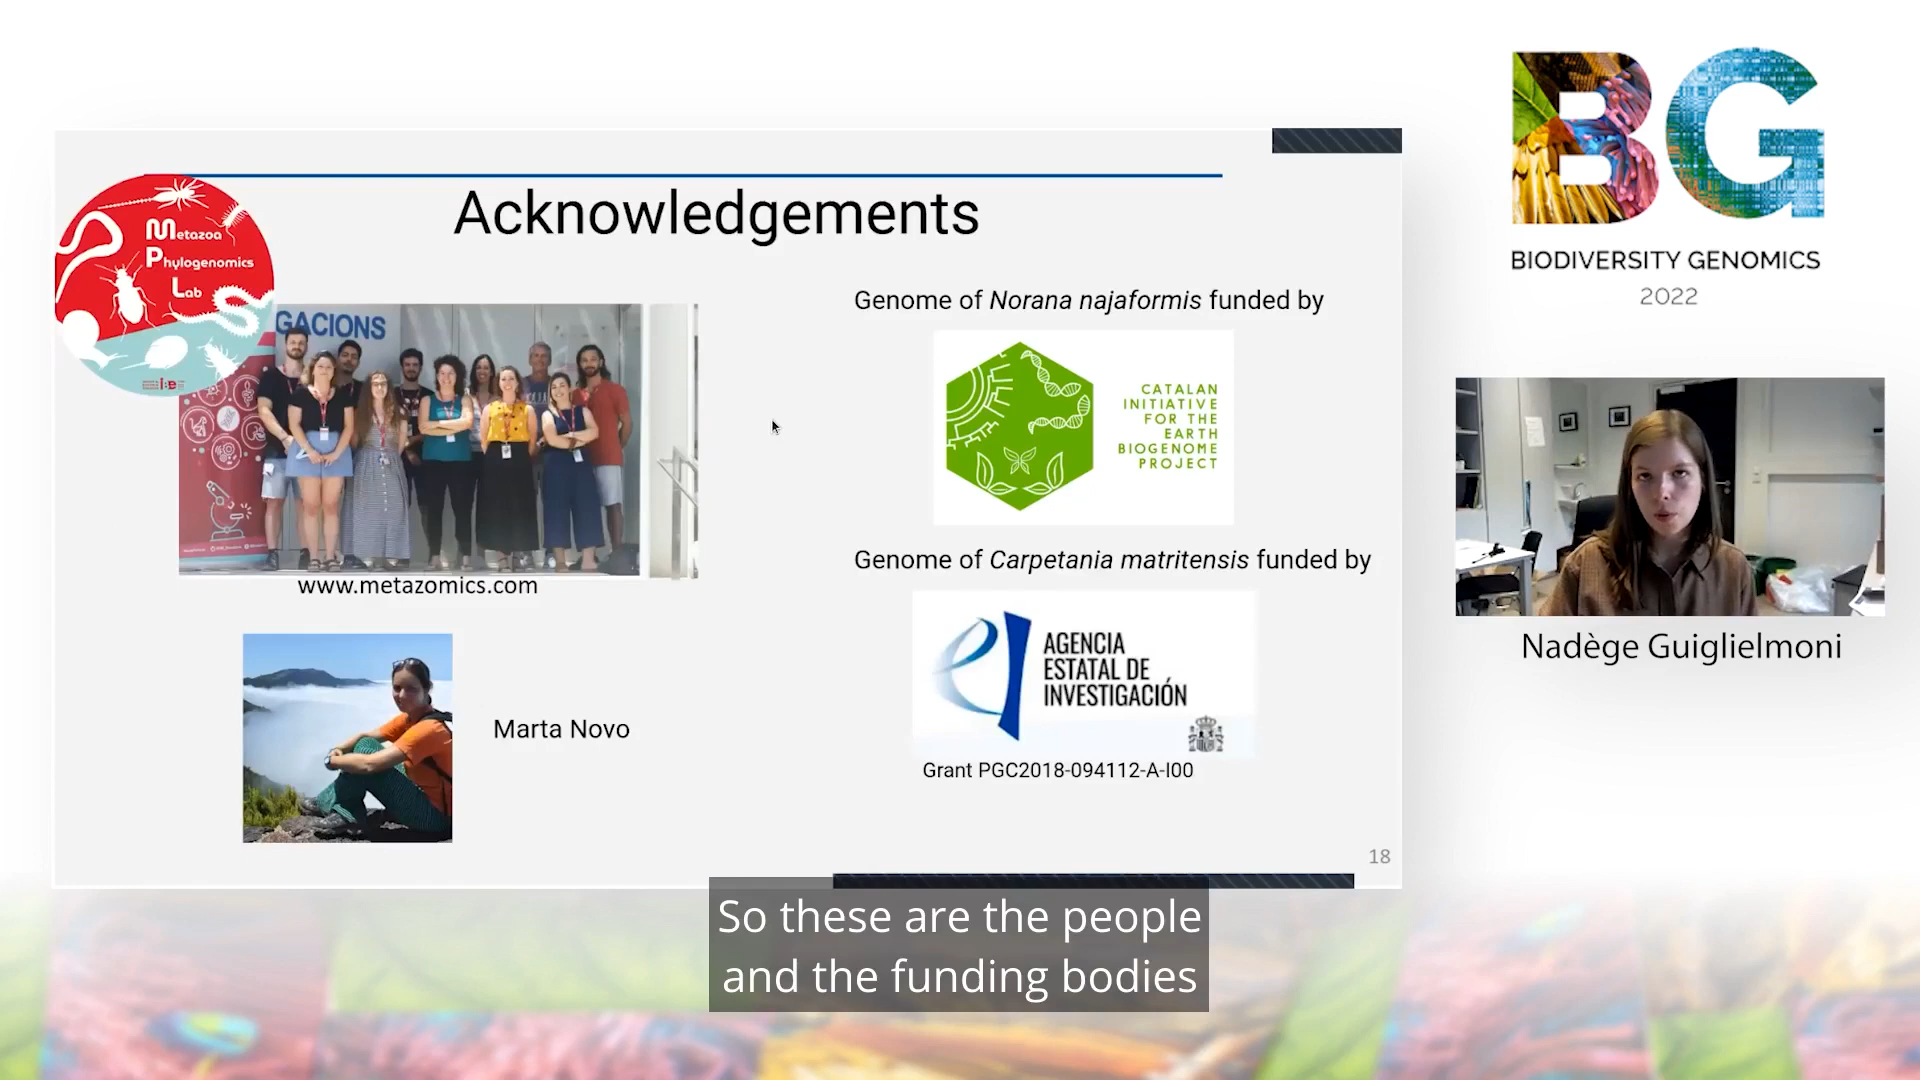 BG
BIODIVERSITY GENOMICS
2022
Acknowledgements
Metazoa
Phylogenomics
Lab
GACIONS
www.metazomics.com
Marta Novo
Genome of Norana najaformis funded by
CATALAN
INITIATIVE
FOR THE
EARTH
BIOGENOME
PROJECT
Genome of Carpetania matritensis funded by
AGENCIA
ESTATAL DE
INVESTIGACIÓN
Grant PGC2018-094112-A-I00
18
Nadège Guiglielmoni
So these are the people
and the funding bodies